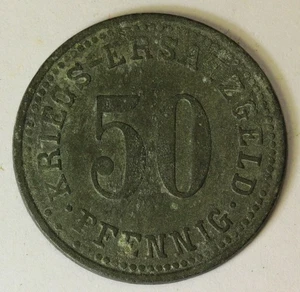 · KRIEGS-ERSATZGELD ·
50
PFENNIG